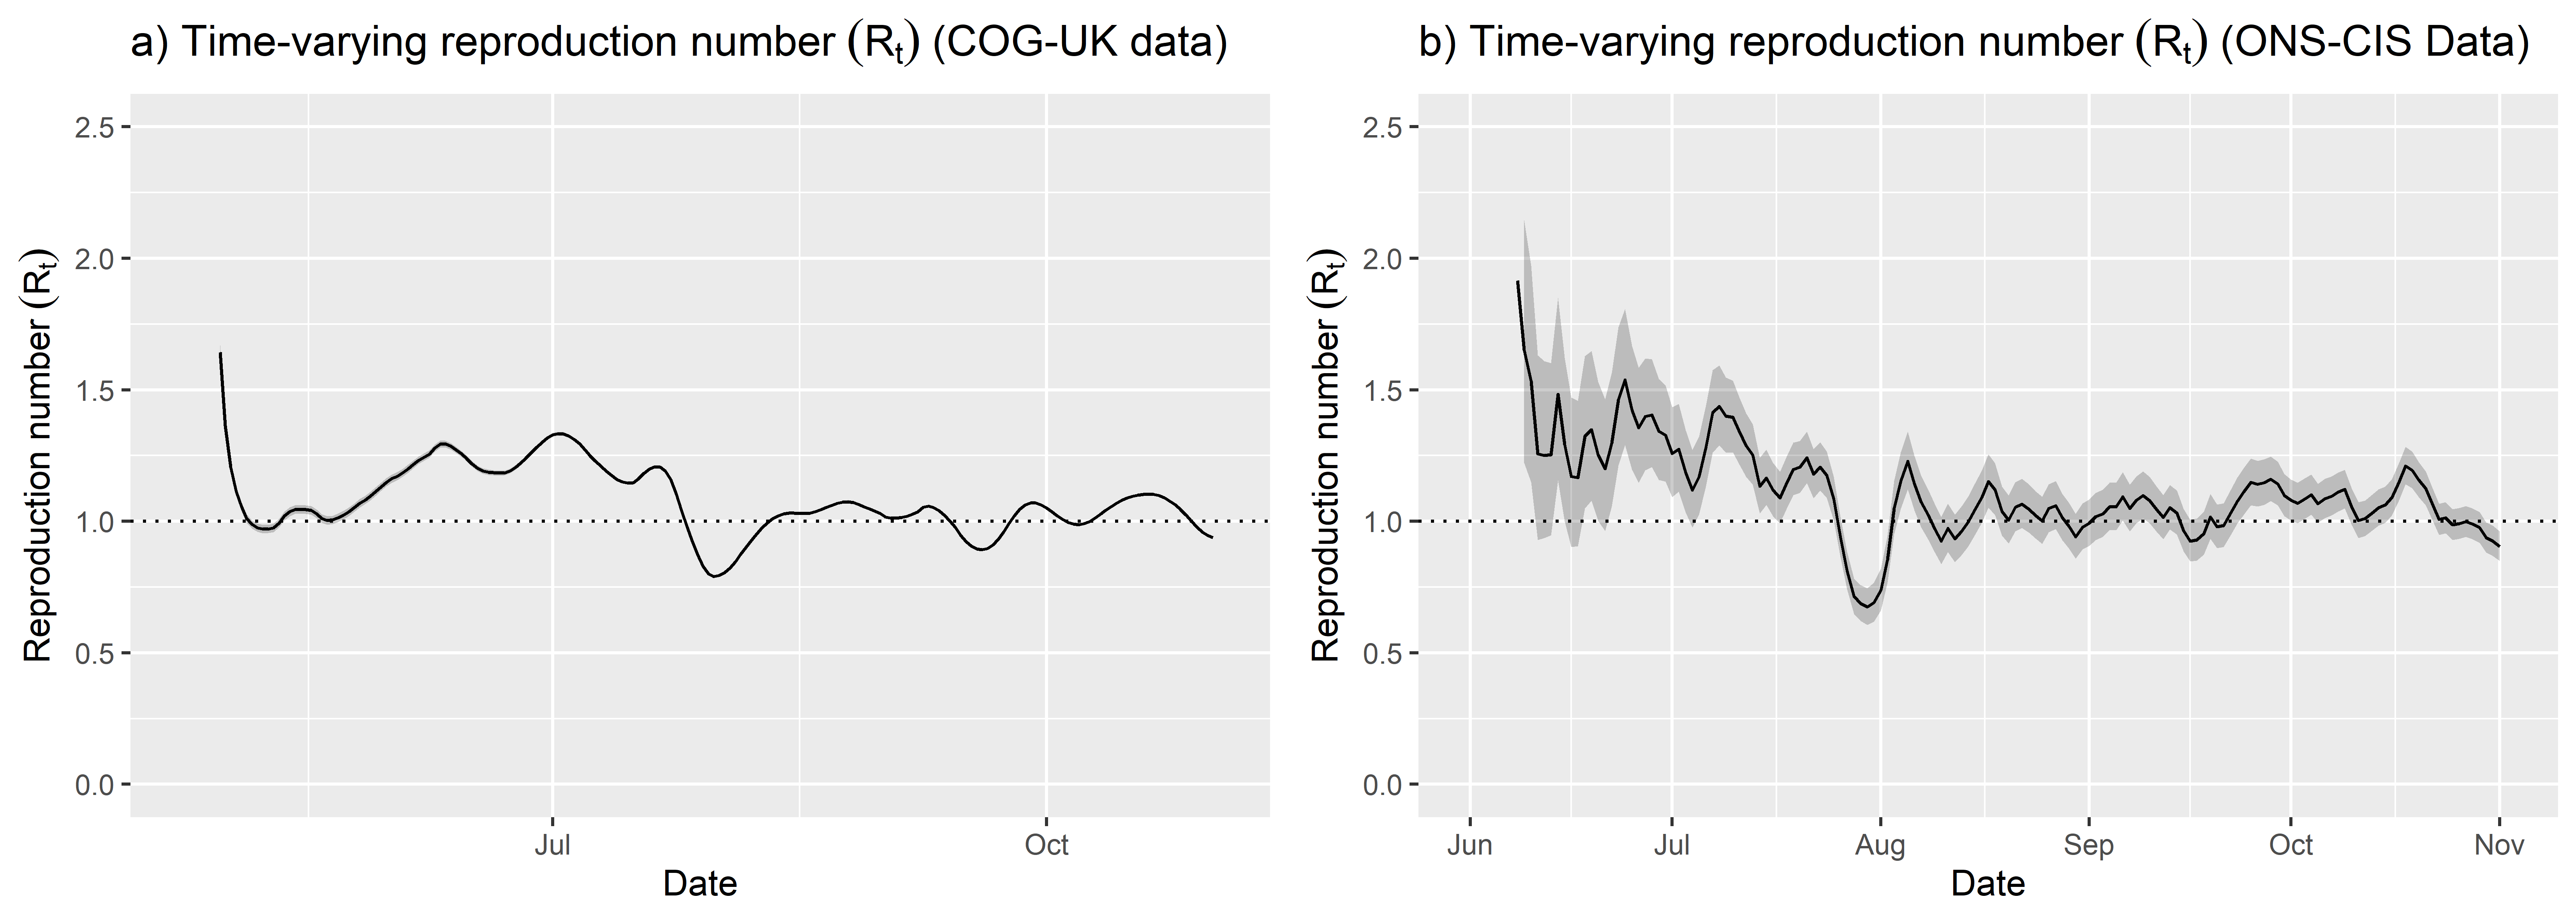 a) Time-varying reproduction number (Rt) (COG-UK data)
Reproduction number (Rt)
2.5
2.0
1.5
1.0
0.5
0.0
Jul Oct
Date
b) Time-varying reproduction number (Rt) (ONS-CIS Data)
Reproduction number (Rt)
2.5
2.0
1.5
1.0
0.5
0.0
Jun Jul Aug Sep Oct Nov
Date